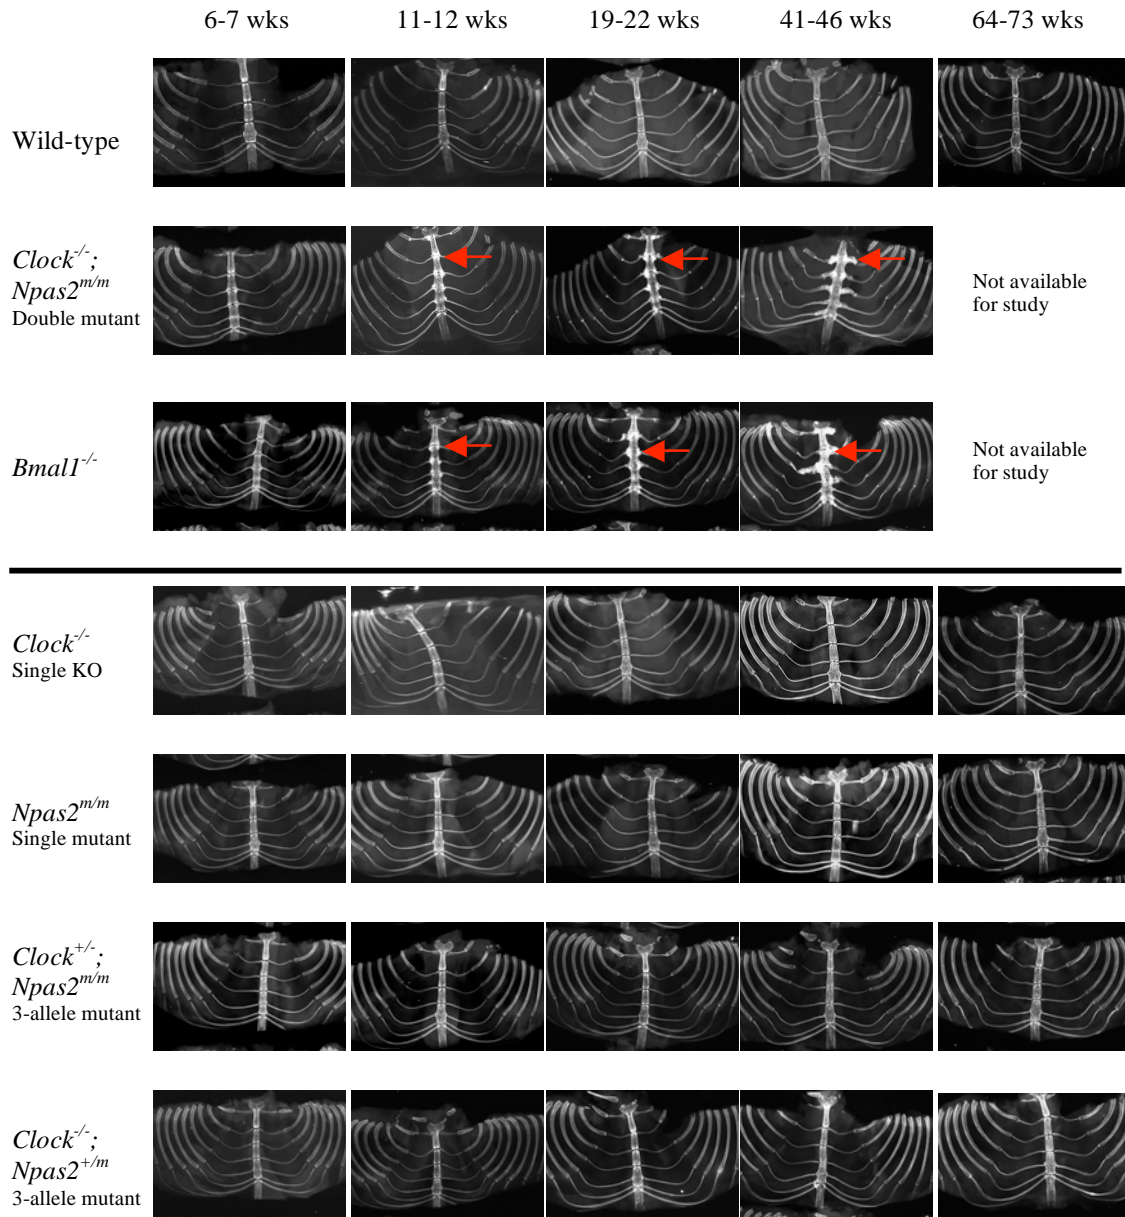 6-7 wks 11-12 wks 19-22 wks 41-46 wks 64-73 wks
Wild-type
Clock-/-;
Npas2m/m
Double mutant
Not available
for study
Bmal1-/-
Not available
for study
Clock-/-
Single KO
Npas2m/m
Single mutant
Clock+/-;
Npas2m/m
3-allele mutant
Clock-/-;
Npas2+/m
3-allele mutant